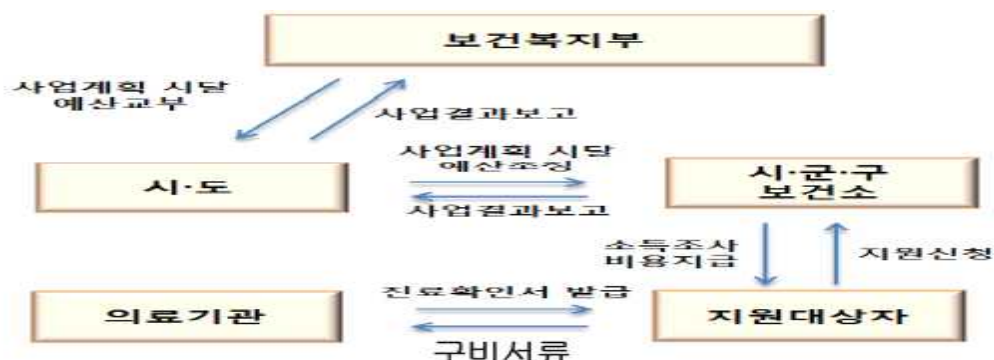 보건복지부
사업계획 시달
예산교부
사업결과보고
사업계획 시달
예산조정
시·도
시·군·구
보건소
사업결과보고
소득조사
비용지급
지원신청
진료확인서 발급
의료기관
지원대상자
구비서류